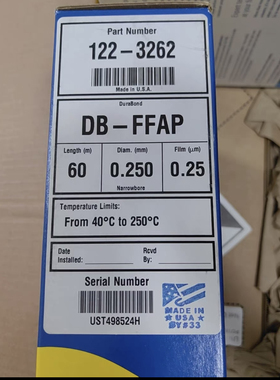 Part Number
122-3262
Made in U.S.A.
DuraBond
DB-FFAP
Length (m) Diam. (mm) Film (μm)
60 0.250 0.25
Narrowbore
Temperature Limits:
From 40°C to 250°C
Date Rcvd
Installed: By:
Serial Number
UST498524H
MADE IN
USA
BY#33